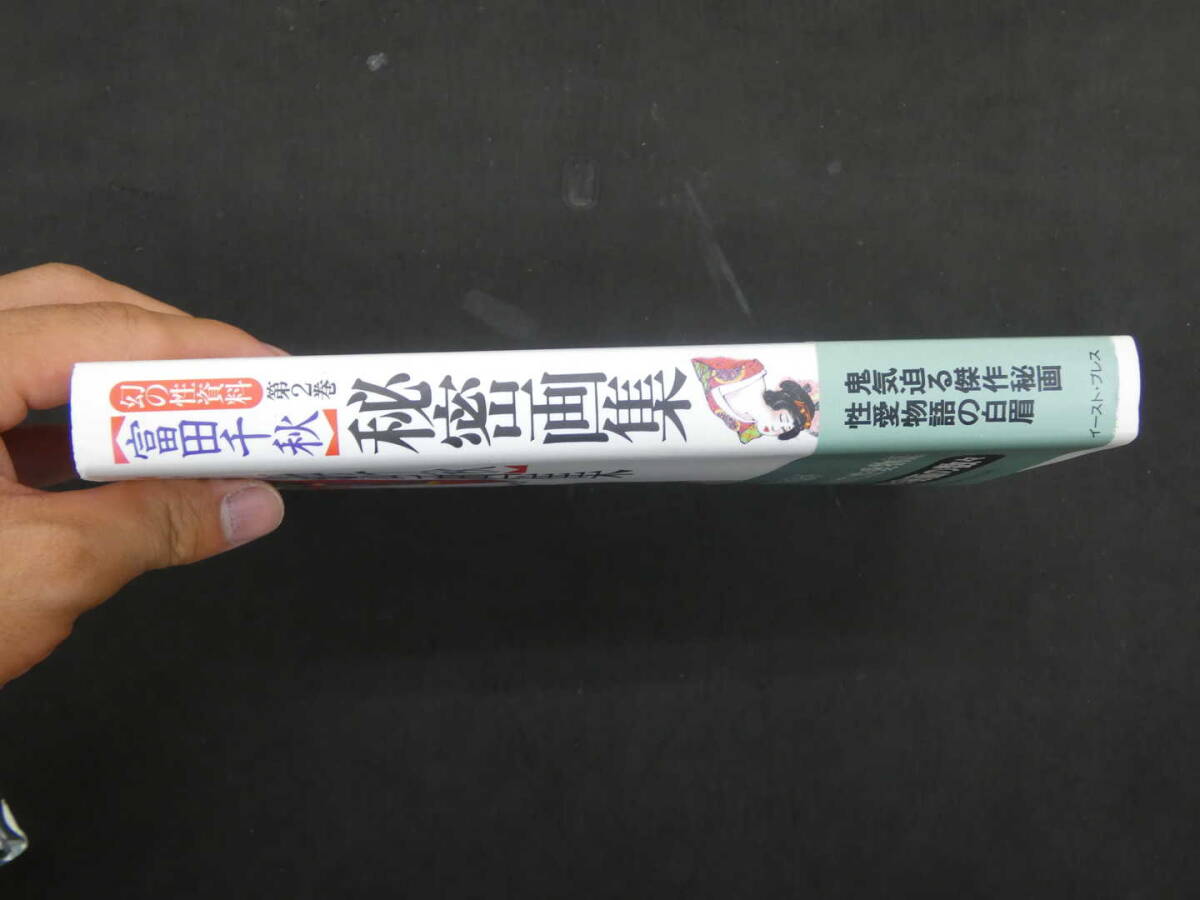 幻の性資料
第2巻
【富田千秋】
秘密画集
鬼気迫る傑作秘画
性愛物語の白眉
イースト・プレス